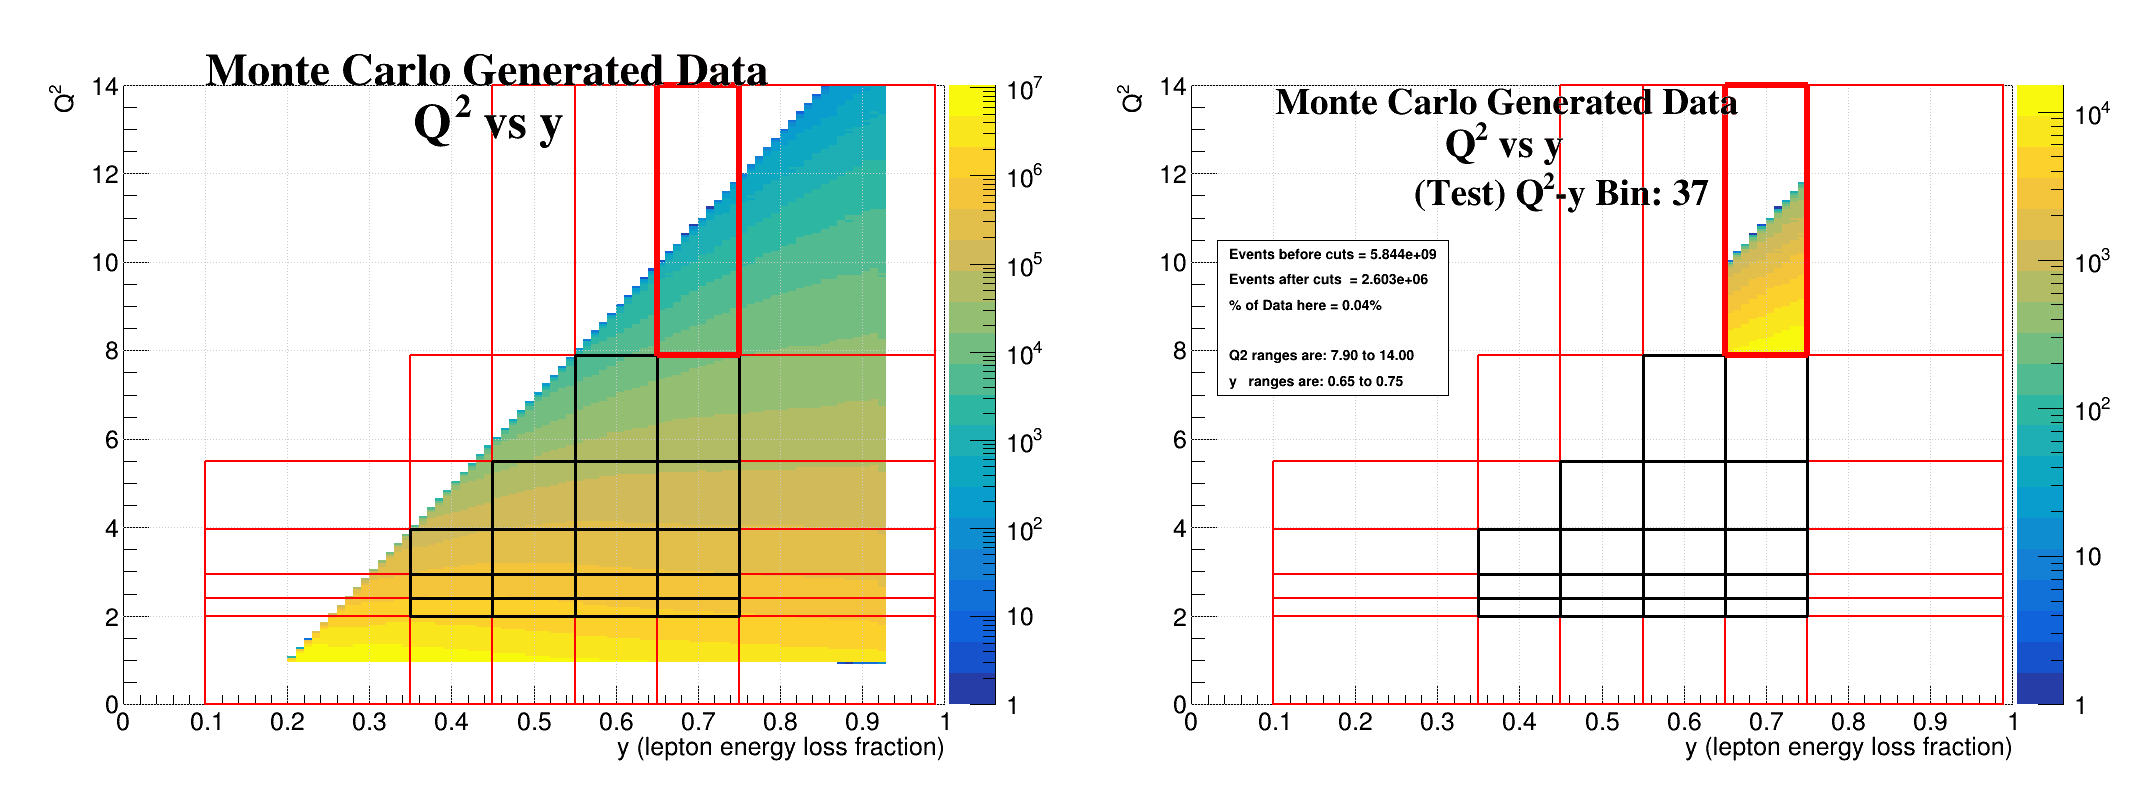 Monte Carlo Generated Data
Q² vs y
Q²
14
12
10
8
6
4
2
0
0 0.1 0.2 0.3 0.4 0.5 0.6 0.7 0.8 0.9 1
y (lepton energy loss fraction)
10⁷
10⁶
10⁵
10⁴
10³
10²
10
1
Monte Carlo Generated Data
Q² vs y
(Test) Q²-y Bin: 37
Events before cuts = 5.844e+09
Events after cuts = 2.603e+06
% of Data here = 0.04%
Q2 ranges are: 7.90 to 14.00
y ranges are: 0.65 to 0.75
Q²
14
12
10
8
6
4
2
0
0 0.1 0.2 0.3 0.4 0.5 0.6 0.7 0.8 0.9 1
y (lepton energy loss fraction)
10⁴
10³
10²
10
1